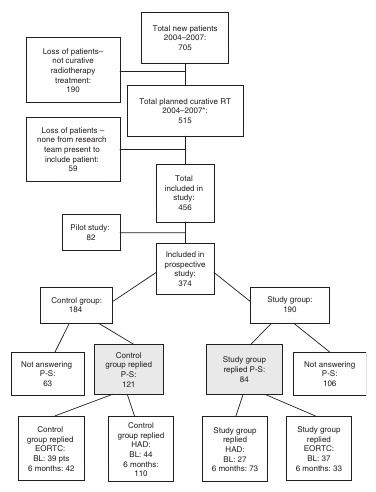 Total new patients
2004–2007:
705
Loss of patients–
not curative
radiotherapy
treatment:
190
Total planned curative RT
2004–2007*:
515
Loss of patients –
none from research
team present to
include patient:
59
Total
included in
study:
456
Pilot study:
82
Included in
prospective
study:
374
Control group:
184
Study group:
190
Not answering
P-S:
63
Control
group replied
P-S:
121
Study group
replied P-S:
84
Not answering
P-S:
106
Control
group replied
EORTC:
BL: 39 pts
6 months: 42
Control
group replied
HAD:
BL: 44
6 months:
110
Study group
replied
HAD:
BL: 27
6 months: 73
Study group
replied
EORTC:
BL: 37
6 months: 33